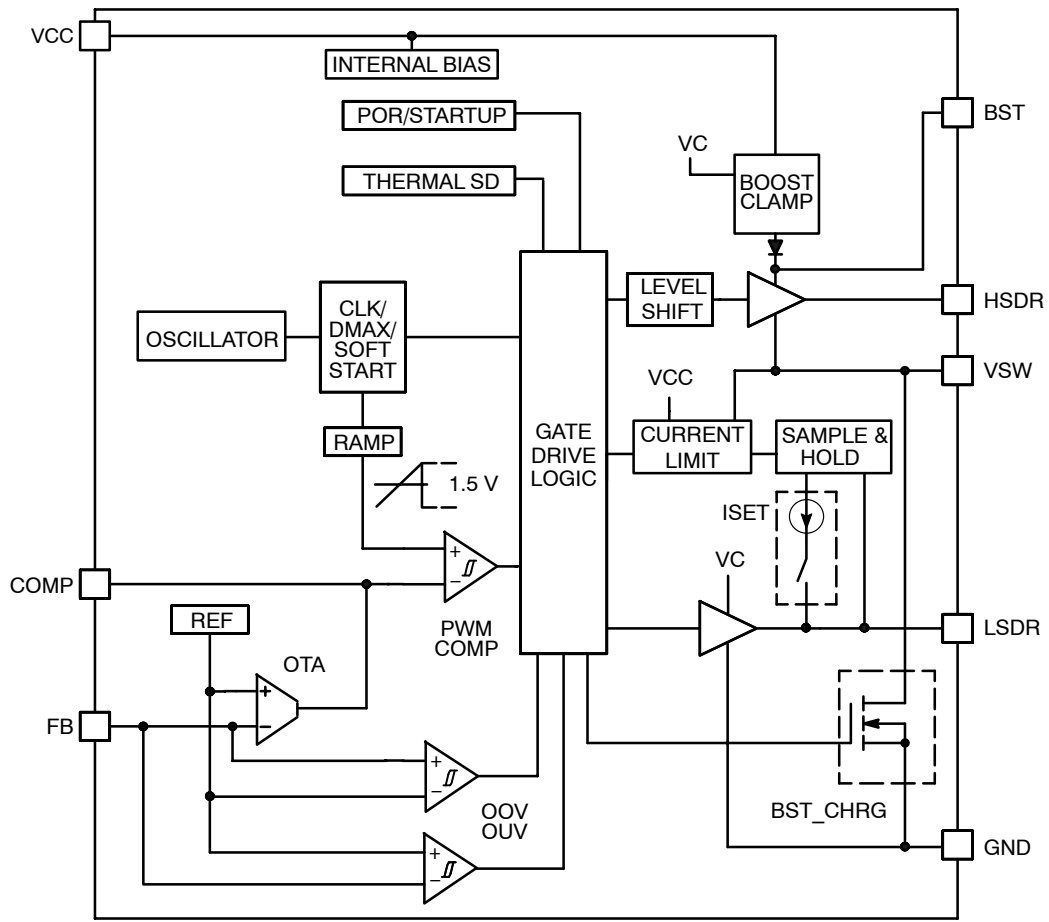 VCC
INTERNAL BIAS
POR/STARTUP
BST
VC
THERMAL SD
BOOST
CLAMP
LEVEL
SHIFT
HSDR
OSCILLATOR
CLK/
DMAX/
SOFT
START
VSW
VCC
RAMP
GATE
DRIVE
LOGIC
CURRENT
LIMIT
SAMPLE &
HOLD
1.5 V
ISET
+
−
VC
COMP
REF
PWM
COMP
LSDR
OTA
+
−
FB
+
−
OOV
OUV
BST_CHRG
+
−
GND